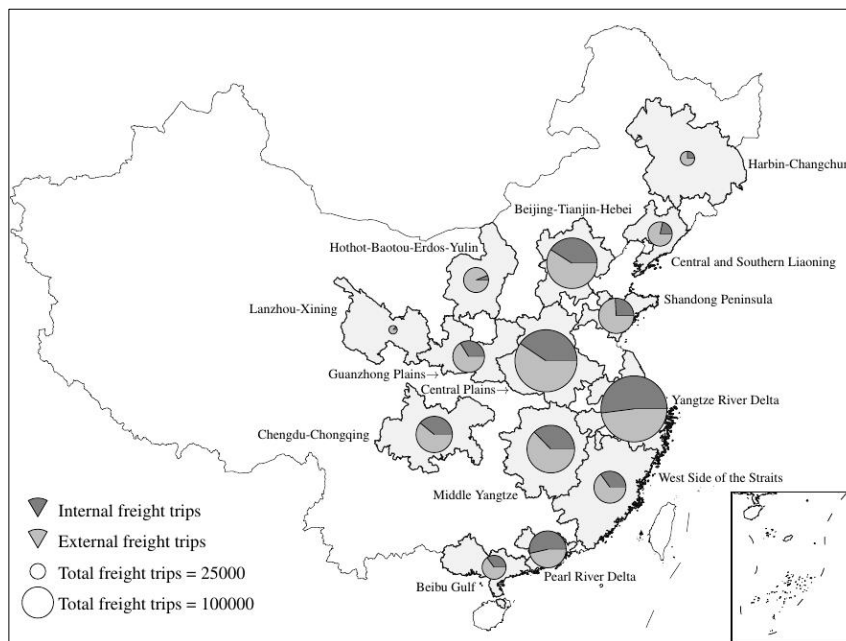 Harbin-Changchun
Beijing-Tianjin-Hebei
Hothot-Baotou-Erdos-Yulin
Central and Southern Liaoning
Lanzhou-Xining
Shandong Peninsula
Guanzhong Plains→
Central Plains→
Yangtze River Delta
Chengdu-Chongqing
West Side of the Straits
Middle Yangtze
Internal freight trips
External freight trips
Total freight trips = 25000
Total freight trips = 100000
Beibu Gulf
Pearl River Delta